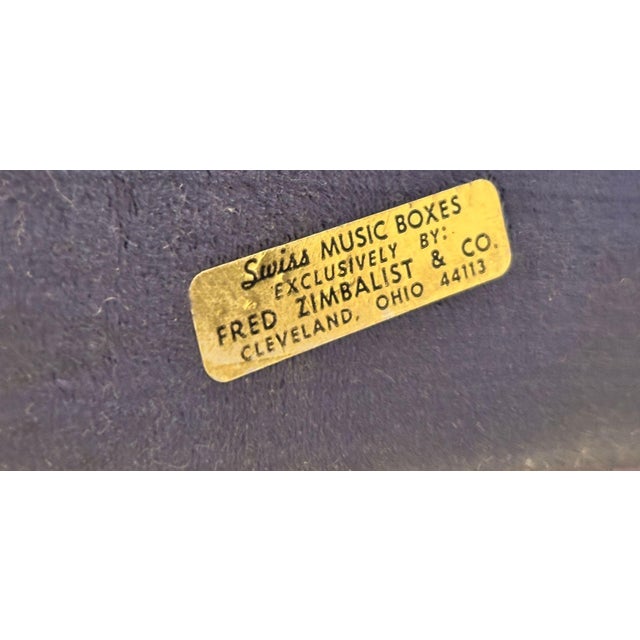 Swiss MUSIC BOXES
EXCLUSIVELY BY:
FRED ZIMBALIST & CO.
CLEVELAND, OHIO 44113